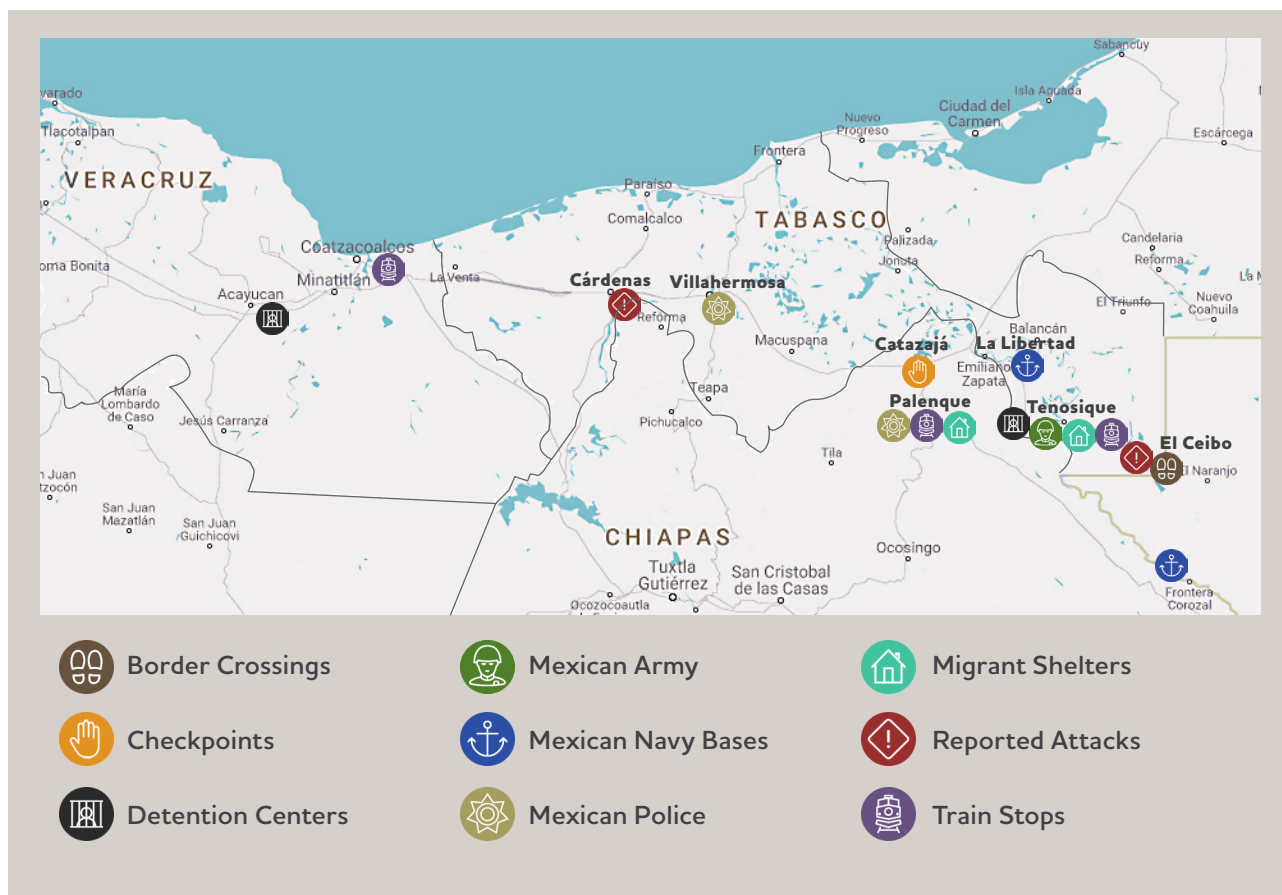 Sabancuy
Isla Aguada
varado
Ciudad del
Carmen
Nuevo
Progreso
Tlacotalpan
Escárcega
Frontera
VERACRUZ
Paraiso
Comalcalco
TABASCO
Palizada
Candelaria
Coatzacoalcos
Jonuta
Reforma
oma Bonita
La Venta
Minatitlán
Cárdenas
Villahermosa
Acayucan
El Triunfo
Nuevo
Coahuila
Reforma
Balancán
Macuspana
Catazajá
La Libertad
Emiliano
Zapata
Teapa
María
Lombardo
de Caso
Palenque
Tenosique
Jesús Carranza
Pichucalco
El Ceibo
Tila
El Naranjo
n Juan
tzocón
San Juan
Mazatlán
San Juan
Guichicovi
CHIAPAS
Ocosingo
Tuxtla
Gutiérrez
San Cristobal
de las Casas
Frontera
Corozal
Ocozocoautla
Border Crossings
Mexican Army
Migrant Shelters
Checkpoints
Mexican Navy Bases
Reported Attacks
Detention Centers
Mexican Police
Train Stops